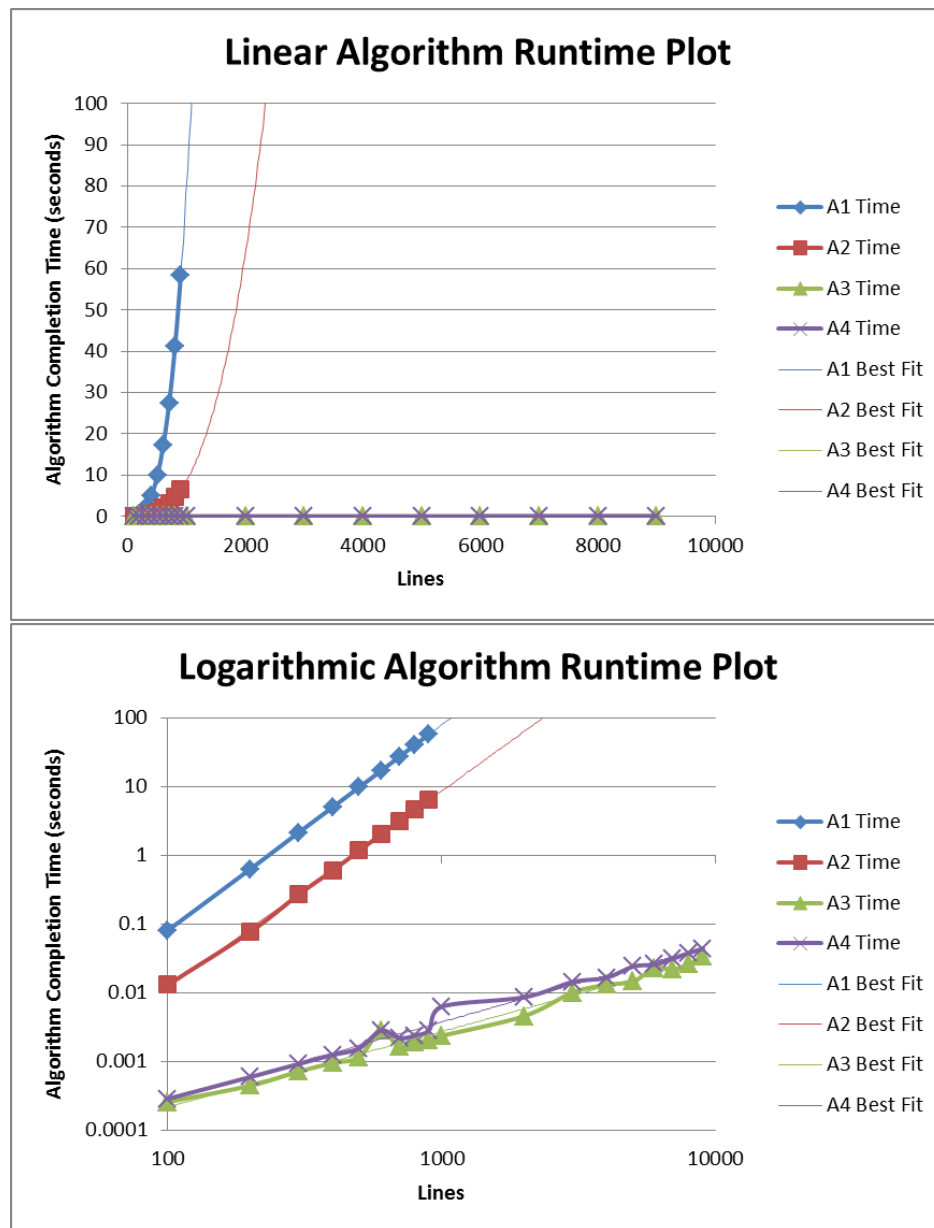 Linear Algorithm Runtime Plot
Algorithm Completion Time (seconds)
100
90
80
70
60
50
40
30
20
10
0
0 2000 4000 6000 8000 10000
Lines
A1 Time
A2 Time
A3 Time
A4 Time
A1 Best Fit
A2 Best Fit
A3 Best Fit
A4 Best Fit
Logarithmic Algorithm Runtime Plot
Algorithm Completion Time (seconds)
100
10
1
0.1
0.01
0.001
0.0001
100 1000 10000
Lines
A1 Time
A2 Time
A3 Time
A4 Time
A1 Best Fit
A2 Best Fit
A3 Best Fit
A4 Best Fit